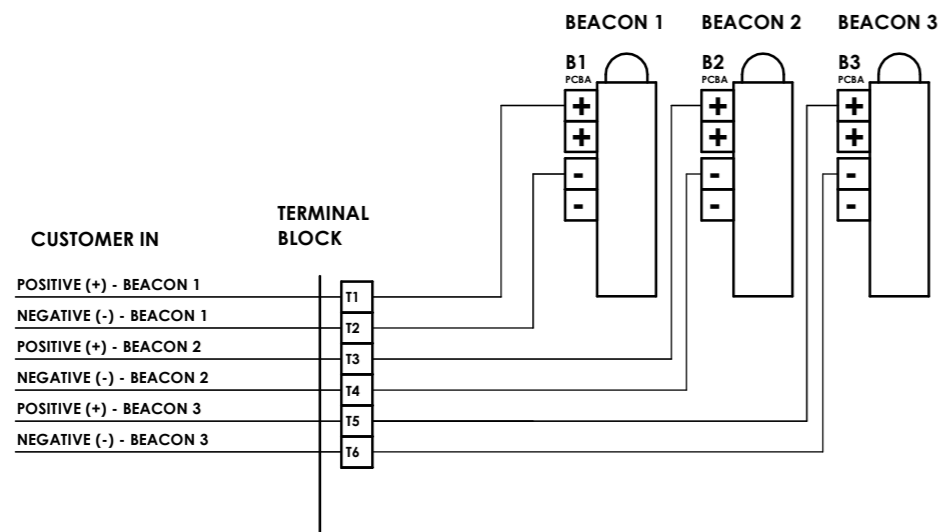 BEACON 1 BEACON 2 BEACON 3
B1 B2 B3
PCBA PCBA PCBA
+ + +
+ + +
- - -
- - -
TERMINAL
BLOCK
CUSTOMER IN
POSITIVE (+) - BEACON 1
T1
NEGATIVE (-) - BEACON 1
T2
POSITIVE (+) - BEACON 2
T3
NEGATIVE (-) - BEACON 2
T4
POSITIVE (+) - BEACON 3
T5
NEGATIVE (-) - BEACON 3
T6